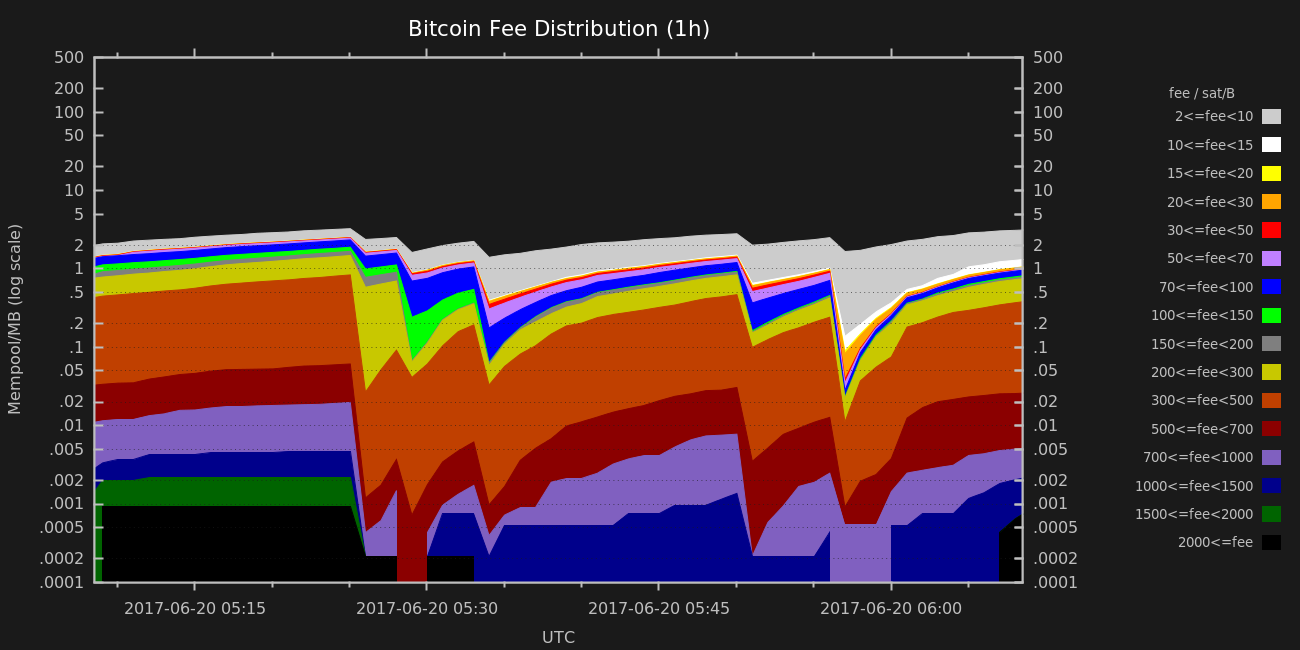 Bitcoin Fee Distribution (1h)
500 500
200 200
100 100
50 50
20 20
10 10
5 5
2 2
1 1
.5 .5
.2 .2
.1 .1
.05 .05
.02 .02
.01 .01
.005 .005
.002 .002
.001 .001
.0005 .0005
.0002 .0002
.0001 .0001
Mempool/MB (log scale)
2017-06-20 05:15 2017-06-20 05:30 2017-06-20 05:45 2017-06-20 06:00
UTC
fee / sat/B
2<=fee<10
10<=fee<15
15<=fee<20
20<=fee<30
30<=fee<50
50<=fee<70
70<=fee<100
100<=fee<150
150<=fee<200
200<=fee<300
300<=fee<500
500<=fee<700
700<=fee<1000
1000<=fee<1500
1500<=fee<2000
2000<=fee